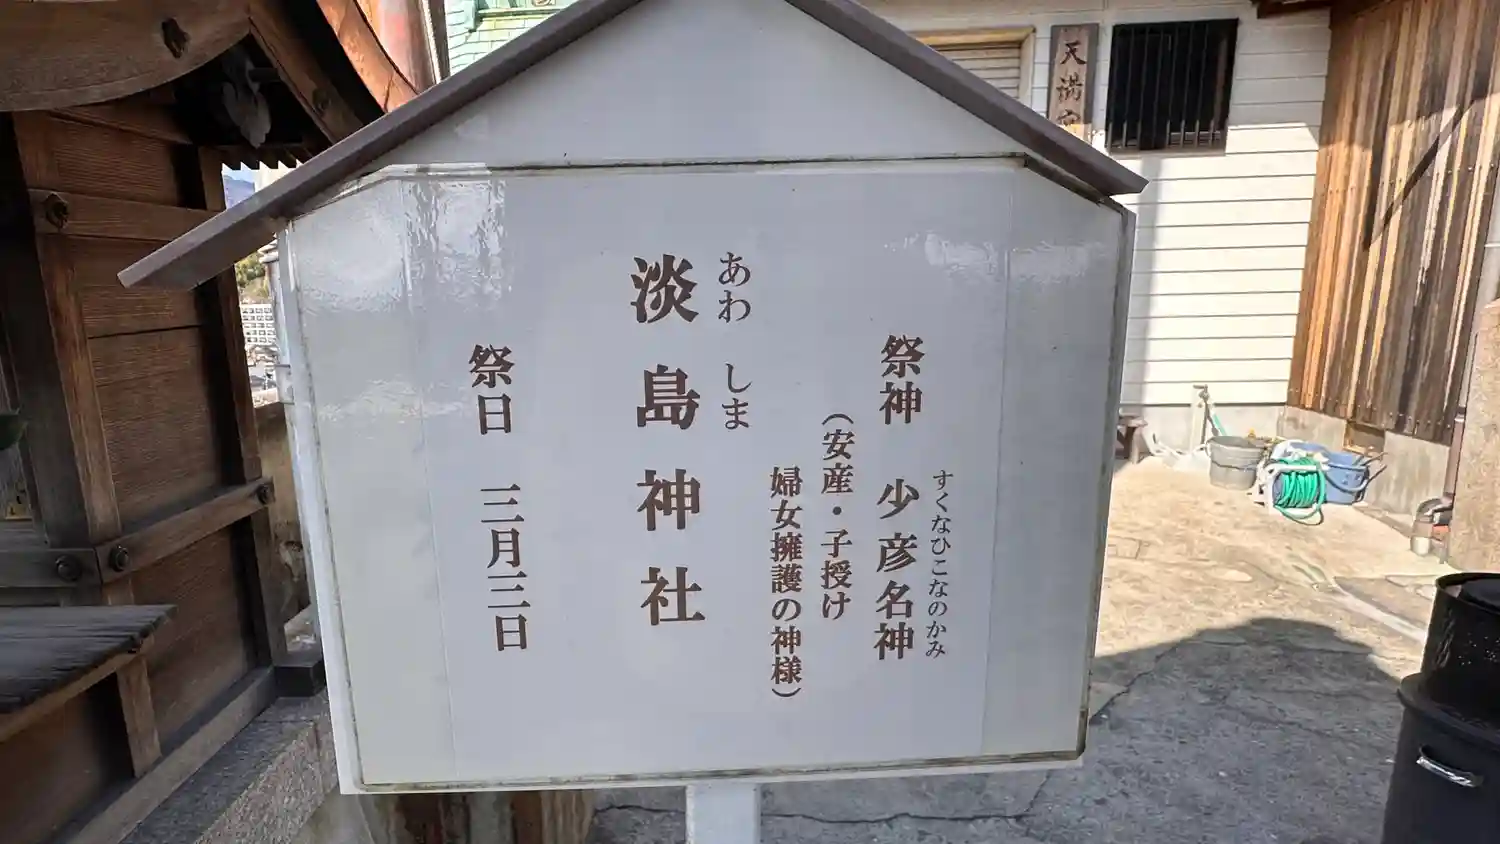 祭神 少彦名神
すくなひこなのかみ
(安産・子授け
婦女擁護の神様)
淡島神社
あわ しま
祭日 三月三日
天満